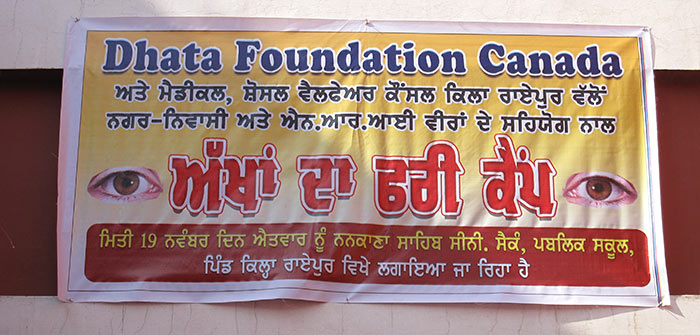 Dhata Foundation Canada
ਅਤੇ ਮੈਡੀਕਲ, ਸ਼ੋਸਲ ਵੈਲਫੇਅਰ ਕੌਂਸਲ ਕਿਲਾ ਰਾਏਪੁਰ ਵੱਲੋਂ
ਨਗਰ-ਨਿਵਾਸੀ ਅਤੇ ਐਨ.ਆਰ.ਆਈ ਵੀਰਾਂ ਦੇ ਸਹਿਯੋਗ ਨਾਲ
ਅੱਖਾਂ ਦਾ ਫਰੀ ਕੈਂਪ
ਮਿਤੀ 19 ਨਵੰਬਰ ਦਿਨ ਐਤਵਾਰ ਨੂੰ ਨਨਕਾਣਾ ਸਾਹਿਬ ਸੀਨੀ. ਸੈਕੰ. ਪਬਲਿਕ ਸਕੂਲ,
ਪਿੰਡ ਕਿਲ੍ਹਾ ਰਾਏਪੁਰ ਵਿਖੇ ਲਗਾਇਆ ਜਾ ਰਿਹਾ ਹੈ